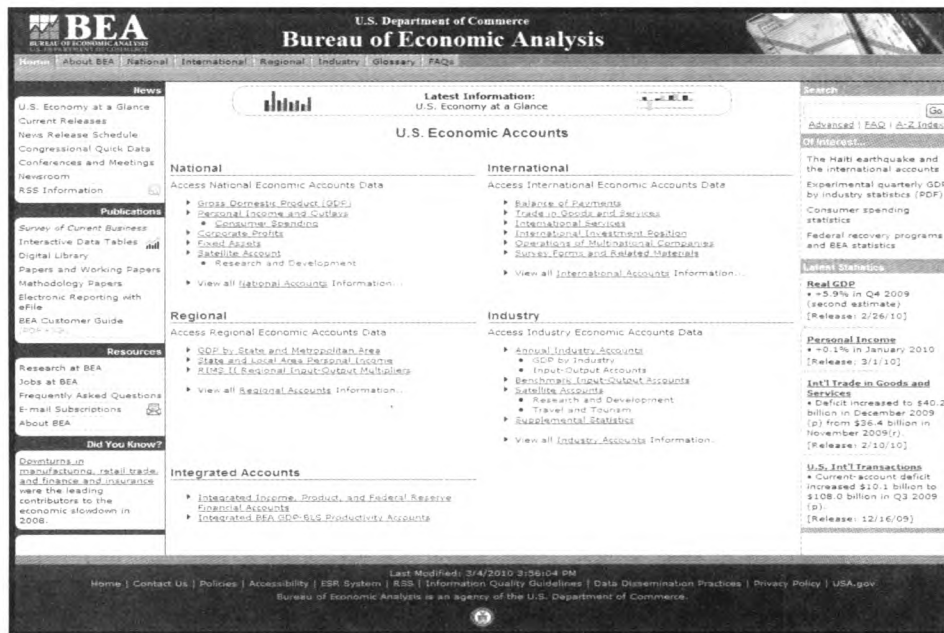 BEA
BUREAU OF ECONOMIC ANALYSIS
U.S. DEPARTMENT OF COMMERCE
U.S. Department of Commerce
Bureau of Economic Analysis
Home | About BEA | National | International | Regional | Industry | Glossary | FAQs
News
U.S. Economy at a Glance
Current Releases
News Release Schedule
Congressional Quick Data
Conferences and Meetings
Newsroom
RSS Information
Publications
Survey of Current Business
Interactive Data Tables
Digital Library
Papers and Working Papers
Methodology Papers
Electronic Reporting with
eFile
BEA Customer Guide
Resources
Research at BEA
Jobs at BEA
Frequently Asked Questions
E-mail Subscriptions
About BEA
Did You Know?
Downturns in
manufacturing, retail trade,
and finance and insurance
were the leading
contributors to the
economic slowdown in
2008.
Latest Information:
U.S. Economy at a Glance
U.S. Economic Accounts
National
Access National Economic Accounts Data
Gross Domestic Product (GDP)
Personal Income and Outlays
Consumer Spending
Corporate Profits
Fixed Assets
Satellite Account
Research and Development
View all National Accounts Information...
International
Access International Economic Accounts Data
Balance of Payments
Trade in Goods and Services
International Services
International Investment Position
Operations of Multinational Companies
Survey Forms and Related Materials
View all International Accounts Information...
Regional
Access Regional Economic Accounts Data
GDP by State and Metropolitan Area
State and Local Area Personal Income
RIMS II Regional Input-Output Multipliers
View all Regional Accounts Information...
Industry
Access Industry Economic Accounts Data
Annual Industry Accounts
GDP by Industry
Input-Output Accounts
Benchmark Input-Output Accounts
Satellite Accounts
Research and Development
Travel and Tourism
Supplemental Statistics
View all Industry Accounts Information...
Integrated Accounts
Integrated Income, Product, and Federal Reserve
Financial Accounts
Integrated BEA GDP-BLS Productivity Accounts
Search
Go
Advanced | FAQ | A-Z Index
Of Interest...
The Haiti earthquake and
the international accounts
Experimental quarterly GDP
by industry statistics (PDF)
Consumer spending
statistics
Federal recovery programs
and BEA statistics
Latest Statistics
Real GDP
• +5.9% in Q4 2009
(second estimate)
[Release: 2/26/10]
Personal Income
• +0.1% in January 2010
[Release: 3/1/10]
Int'l Trade in Goods and
Services
• Deficit increased to $40.2
billion in December 2009
(p) from $36.4 billion in
November 2009(r).
[Release: 2/10/10]
U.S. Int'l Transactions
• Current-account deficit
increased $10.1 billion to
$108.0 billion in Q3 2009
(p).
[Release: 12/16/09]
Last Modified: 3/4/2010 3:56:04 PM
Home | Contact Us | Policies | Accessibility | ESR System | RSS | Information Quality Guidelines | Data Dissemination Practices | Privacy Policy | USA.gov
Bureau of Economic Analysis is an agency of the U.S. Department of Commerce.